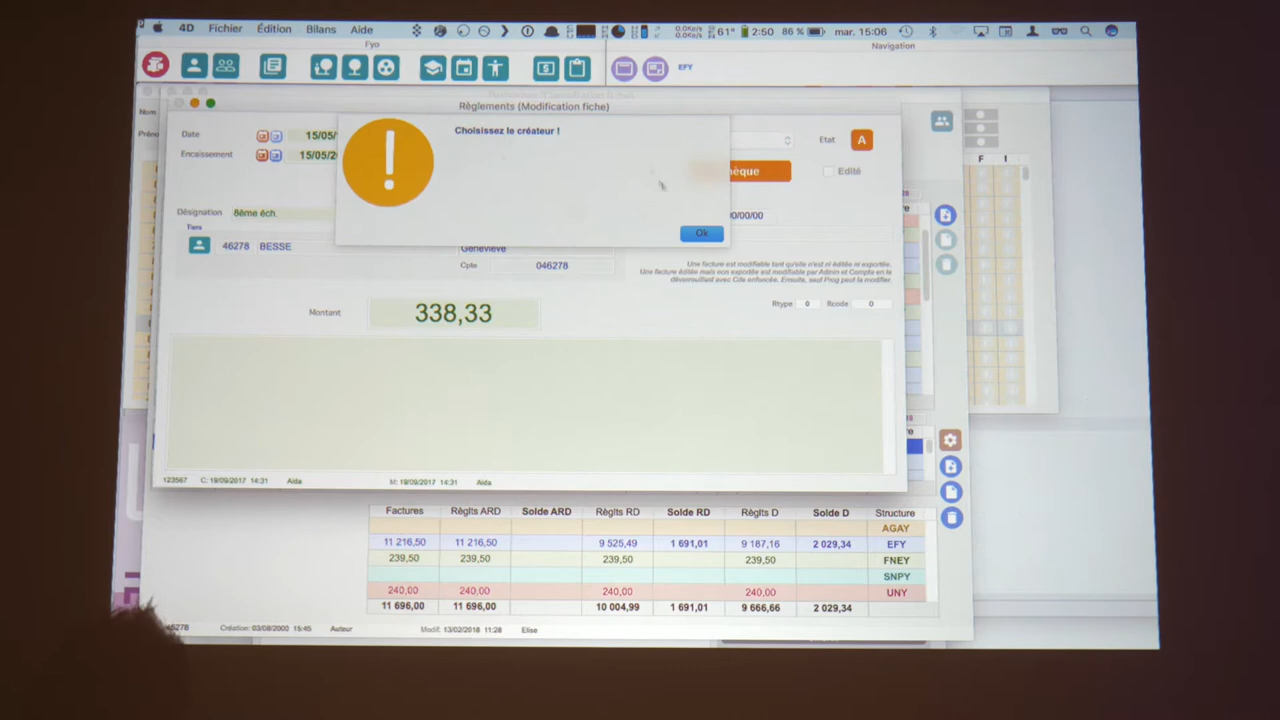 4D Fichier Édition Bilans Aide
61° 2:50 86 % mar. 15:06
Fyo
Navigation
EFY
Règlements (Modification fiche)
Nom
Date 15/05/
Choisissez le créateur !
Etat A
Encaissement 15/05/2
hèque
Edité
F I
Désignation 8ème éch.
00/00/00
Tiers
Ok
46278 BESSE
Geneviève
Cpte 046278
Une facture est modifiable tant qu'elle n'est ni éditée ni exportée.
Une facture éditée mais non exportée est modifiable par Admin et Compta en le
déverrouillant avec Cde enfoncée. Ensuite, seul Prog peut la modifier.
Rtype 0 Rcode 0
Montant 338,33
123567 C: 19/09/2017 14:31 Aida M: 19/09/2017 14:31 Aida
Factures Règlts ARD Solde ARD Règlts RD Solde RD Règlts D Solde D Structure
AGAY
11 216,50 11 216,50 9 525,49 1 691,01 9 187,16 2 029,34 EFY
239,50 239,50 239,50 239,50 FNEY
SNPY
240,00 240,00 240,00 240,00 UNY
11 696,00 11 696,00 10 004,99 1 691,01 9 666,66 2 029,34
46278 Création: 03/08/2000 15:45 Auteur Modif. 13/02/2018 11:28 Elise